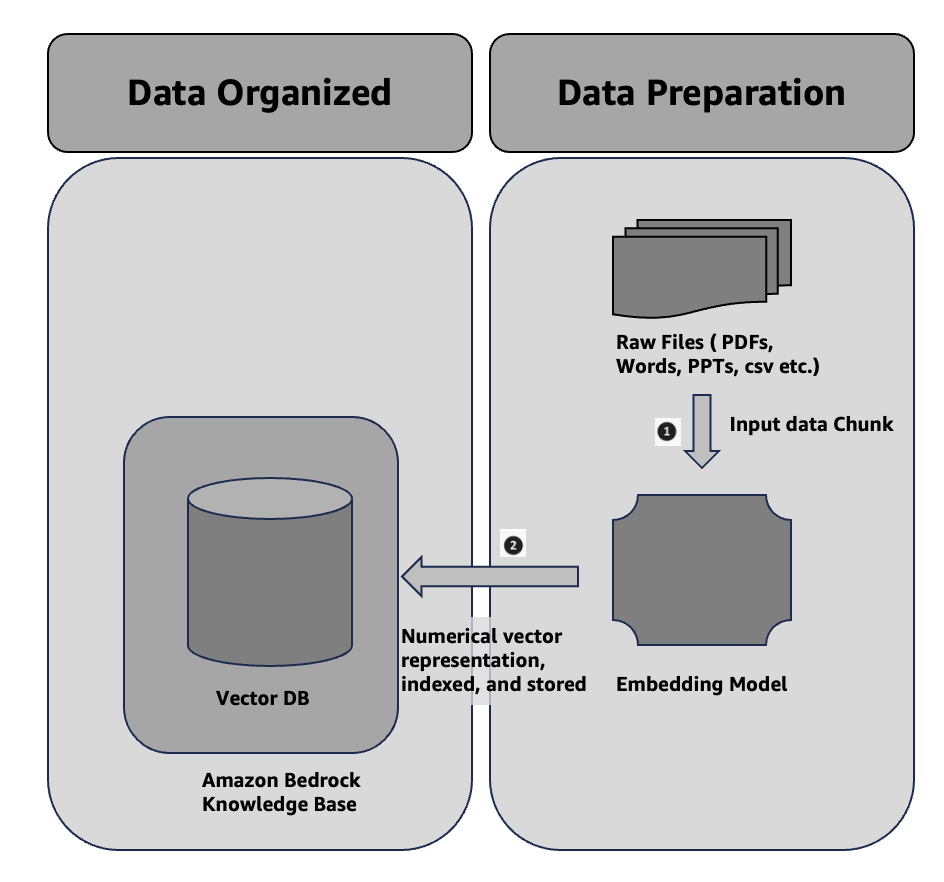 Data Organized
Data Preparation
Raw Files ( PDFs,
Words, PPTs, csv etc.)
1
Input data Chunk
2
Numerical vector
representation,
indexed, and stored
Embedding Model
Vector DB
Amazon Bedrock
Knowledge Base